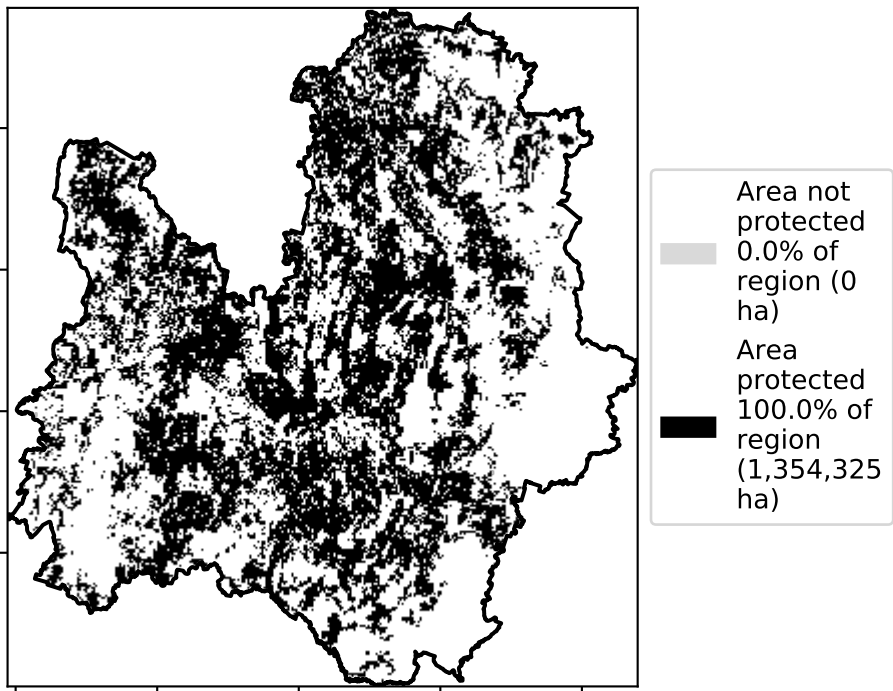 Area not
protected
0.0% of
region (0
ha)
Area
protected
100.0% of
region
(1,354,325
ha)